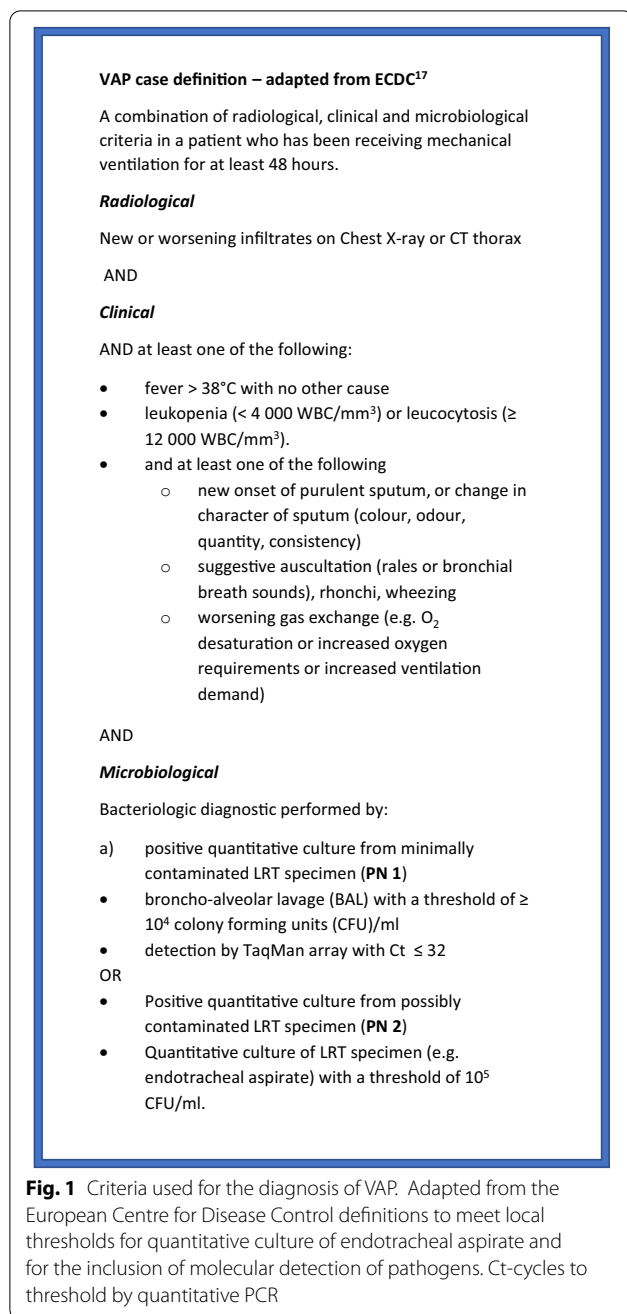 VAP case definition – adapted from ECDC¹⁷
A combination of radiological, clinical and microbiological
criteria in a patient who has been receiving mechanical
ventilation for at least 48 hours.
Radiological
New or worsening infiltrates on Chest X-ray or CT thorax
AND
Clinical
AND at least one of the following:
• fever > 38°C with no other cause
• leukopenia (< 4 000 WBC/mm³) or leucocytosis (≥
12 000 WBC/mm³).
• and at least one of the following
o new onset of purulent sputum, or change in
character of sputum (colour, odour,
quantity, consistency)
o suggestive auscultation (rales or bronchial
breath sounds), rhonchi, wheezing
o worsening gas exchange (e.g. O₂
desaturation or increased oxygen
requirements or increased ventilation
demand)
AND
Microbiological
Bacteriologic diagnostic performed by:
a) positive quantitative culture from minimally
contaminated LRT specimen (PN 1)
• broncho-alveolar lavage (BAL) with a threshold of ≥
10⁴ colony forming units (CFU)/ml
• detection by TaqMan array with Ct ≤ 32
OR
• Positive quantitative culture from possibly
contaminated LRT specimen (PN 2)
• Quantitative culture of LRT specimen (e.g.
endotracheal aspirate) with a threshold of 10⁵
CFU/ml.
Fig. 1 Criteria used for the diagnosis of VAP. Adapted from the
European Centre for Disease Control definitions to meet local
thresholds for quantitative culture of endotracheal aspirate and
for the inclusion of molecular detection of pathogens. Ct-cycles to
threshold by quantitative PCR